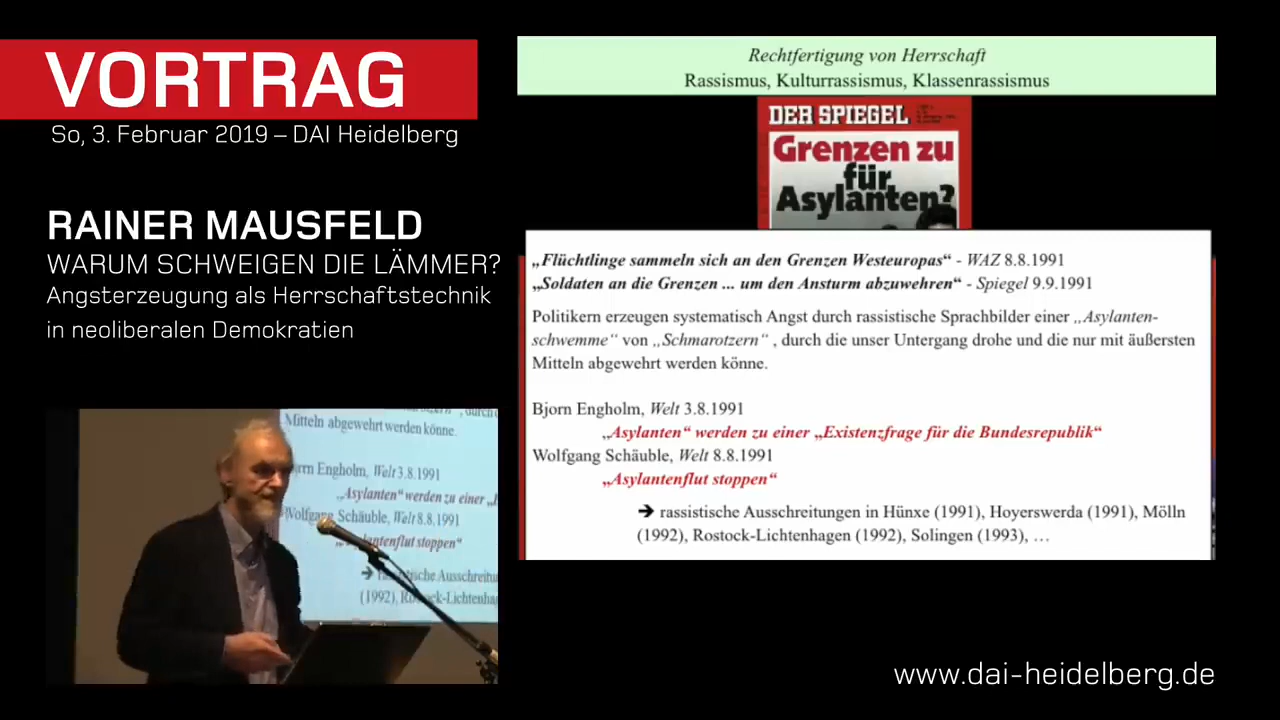 VORTRAG
So, 3. Februar 2019 – DAI Heidelberg
RAINER MAUSFELD
WARUM SCHWEIGEN DIE LÄMMER?
Angsterzeugung als Herrschaftstechnik
in neoliberalen Demokratien
Rechtfertigung von Herrschaft
Rassismus, Kulturrassismus, Klassenrassismus
DER SPIEGEL
Grenzen zu
für
Asylanten?
„Flüchtlinge sammeln sich an den Grenzen Westeuropas“ - WAZ 8.8.1991
„Soldaten an die Grenzen ... um den Ansturm abzuwehren“ - Spiegel 9.9.1991
Politikern erzeugen systematisch Angst durch rassistische Sprachbilder einer „Asylanten-
schwemme“ von „Schmarotzern“ , durch die unser Untergang drohe und die nur mit äußersten
Mitteln abgewehrt werden könne.
Bjorn Engholm, Welt 3.8.1991
„Asylanten“ werden zu einer „Existenzfrage für die Bundesrepublik“
Wolfgang Schäuble, Welt 8.8.1991
„Asylantenflut stoppen“
➔ rassistische Ausschreitungen in Hünxe (1991), Hoyerswerda (1991), Mölln
(1992), Rostock-Lichtenhagen (1992), Solingen (1993), …
Mitteln abgewehrt werden könne.
Engholm, Welt 3.8.1991
„Asylanten“ werden zu einer
Wolfgang Schäuble, Welt 8.8.1991
„Asylantenflut stoppen“
(1992),
www.dai-heidelberg.de